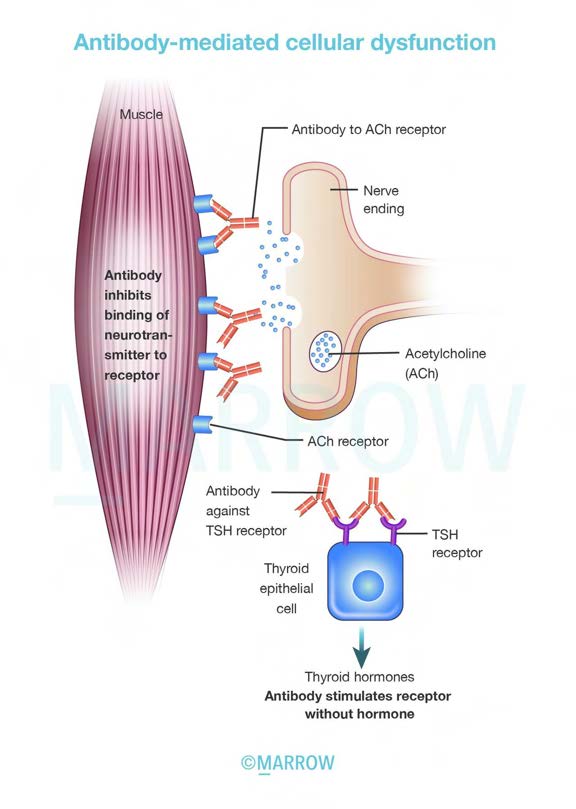 Antibody-mediated cellular dysfunction
Muscle
Antibody to ACh receptor
Nerve
ending
Antibody
inhibits
binding of
neurotran-
smitter to
receptor
Acetylcholine
(ACh)
ACh receptor
MARROW
Antibody
against
TSH receptor
TSH
receptor
Thyroid
epithelial
cell
Thyroid hormones
Antibody stimulates receptor
without hormone
©MARROW